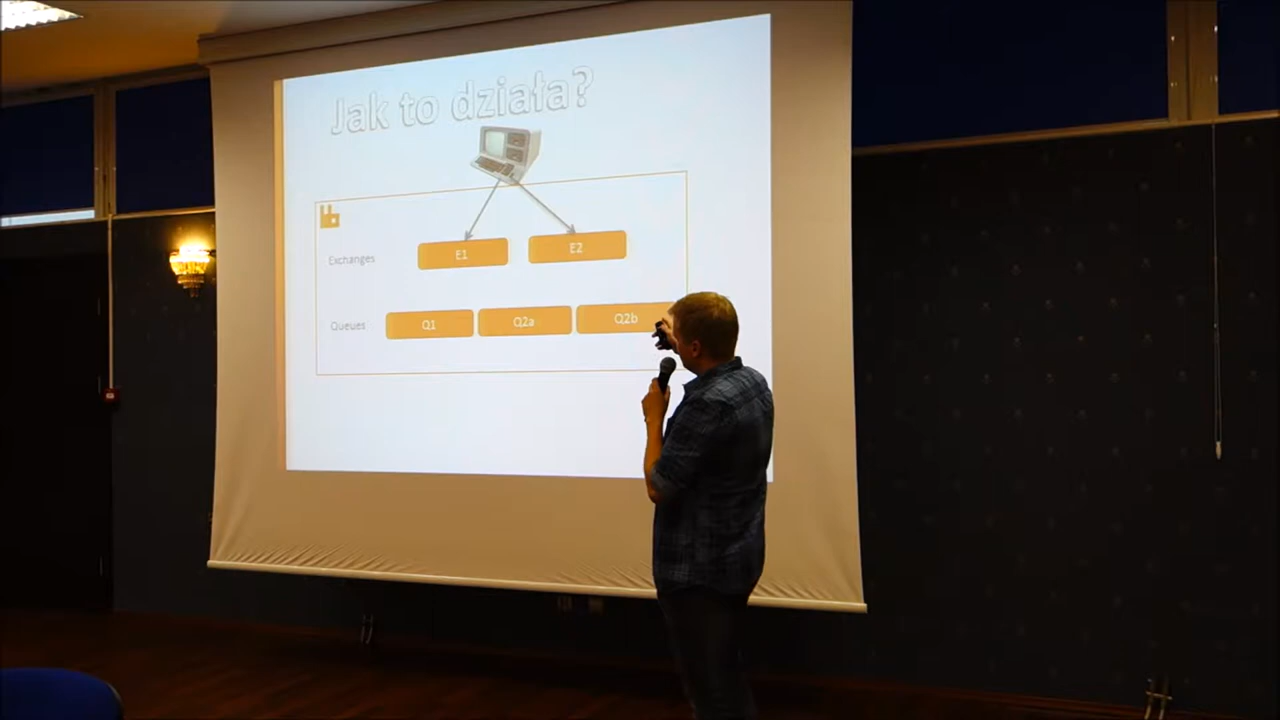 Jak to działa?
Exchanges
E1
E2
Queues
Q1
Q2a
Q2b